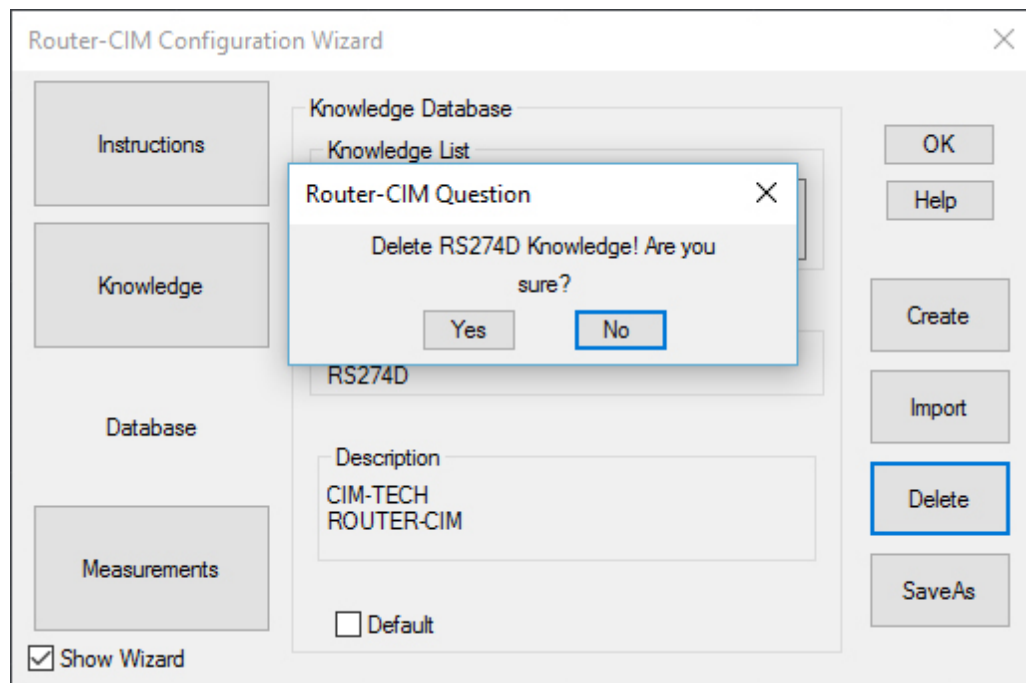 Router-CIM Configuration Wizard
Instructions
Knowledge
Database
Measurements
Show Wizard
Knowledge Database
Knowledge List
Router-CIM Question
Delete RS274D Knowledge! Are you
sure?
Yes
No
RS274D
Description
CIM-TECH
ROUTER-CIM
Default
OK
Help
Create
Import
Delete
SaveAs